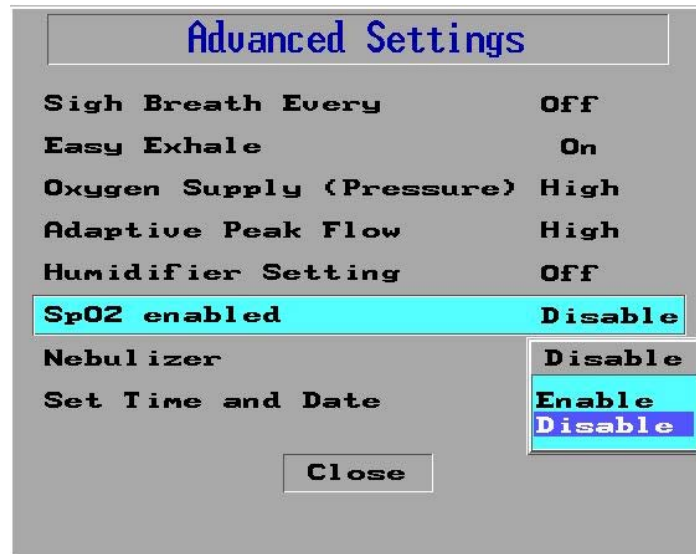 Advanced Settings
Sigh Breath Every Off
Easy Exhale On
Oxygen Supply (Pressure) High
Adaptive Peak Flow High
Humidifier Setting Off
SpO2 enabled Disable
Nebulizer Disable
Set Time and Date Enable
Disable
Close